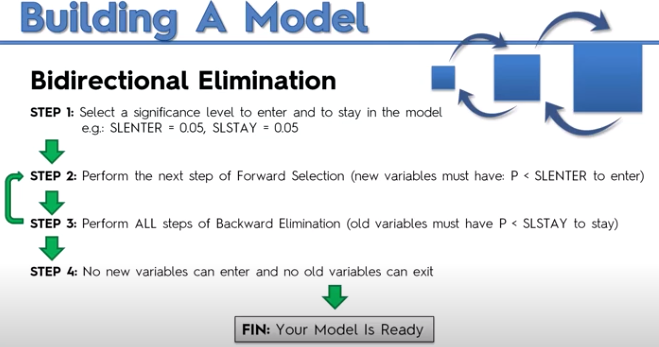 Building A Model
Bidirectional Elimination
STEP 1: Select a significance level to enter and to stay in the model
e.g.: SLENTER = 0.05, SLSTAY = 0.05
STEP 2: Perform the next step of Forward Selection (new variables must have: P < SLENTER to enter)
STEP 3: Perform ALL steps of Backward Elimination (old variables must have P < SLSTAY to stay)
STEP 4: No new variables can enter and no old variables can exit
FIN: Your Model Is Ready